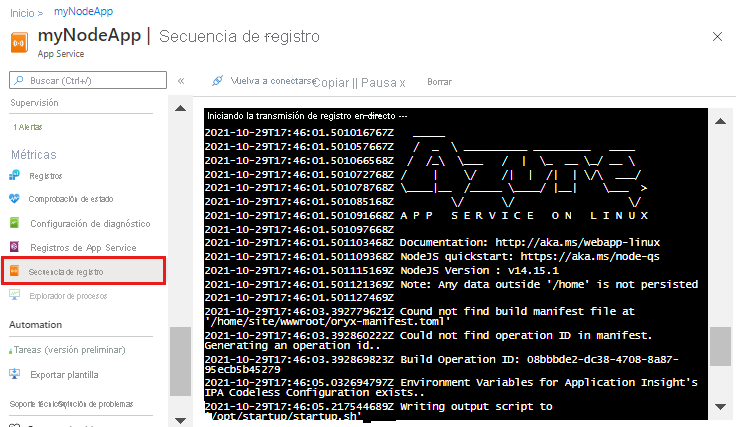 Inicio > myNodeApp
myNodeApp | Secuencia de registro
App Service
Buscar (Ctrl+/)
«
Vuelva a conectarse Copiar || Pausa x Borrar
Supervisión
1 Alertas
Métricas
Registros
Comprobación de estado
Configuración de diagnóstico
Registros de App Service
Secuencia de registro
Explorador de procesos
Automation
Tareas (versión preliminar)
Exportar plantilla
Iniciando la transmisión de registro en directo ---
2021-10-29T17:46:01.501016767Z
2021-10-29T17:46:01.501057667Z
2021-10-29T17:46:01.501066568Z
2021-10-29T17:46:01.501072768Z
2021-10-29T17:46:01.501078768Z
2021-10-29T17:46:01.501085168Z
2021-10-29T17:46:01.501091668Z A P P   S E R V I C E   O N   L I N U X
2021-10-29T17:46:01.501097668Z
2021-10-29T17:46:01.501103468Z Documentation: http://aka.ms/webapp-linux
2021-10-29T17:46:01.501109368Z NodeJS quickstart: https://aka.ms/node-qs
2021-10-29T17:46:01.501115169Z NodeJS Version : v14.15.1
2021-10-29T17:46:01.501121369Z Note: Any data outside '/home' is not persisted
2021-10-29T17:46:01.501127469Z
2021-10-29T17:46:03.392779621Z Cound not find build manifest file at
'/home/site/wwwroot/oryx-manifest.toml'
2021-10-29T17:46:03.392860222Z Could not find operation ID in manifest.
Generating an operation id..
2021-10-29T17:46:03.392869823Z Build Operation ID: 08bbbde2-dc38-4708-8a87-
95ecb5b45279
2021-10-29T17:46:05.032694797Z Environment Variables for Application Insight's
IPA Codeless Configuration exists..
2021-10-29T17:46:05.217544689Z Writing output script to
'/opt/startup/startup.sh'